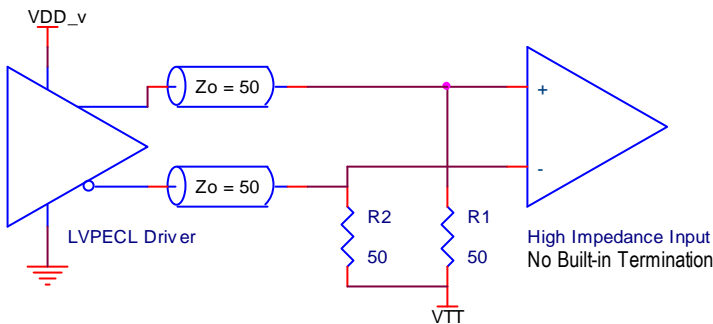 VDD_v
Zo = 50
+
Zo = 50
-
LVPECL Driver
R2
50
R1
50
High Impedance Input
No Built-in Termination
VTT